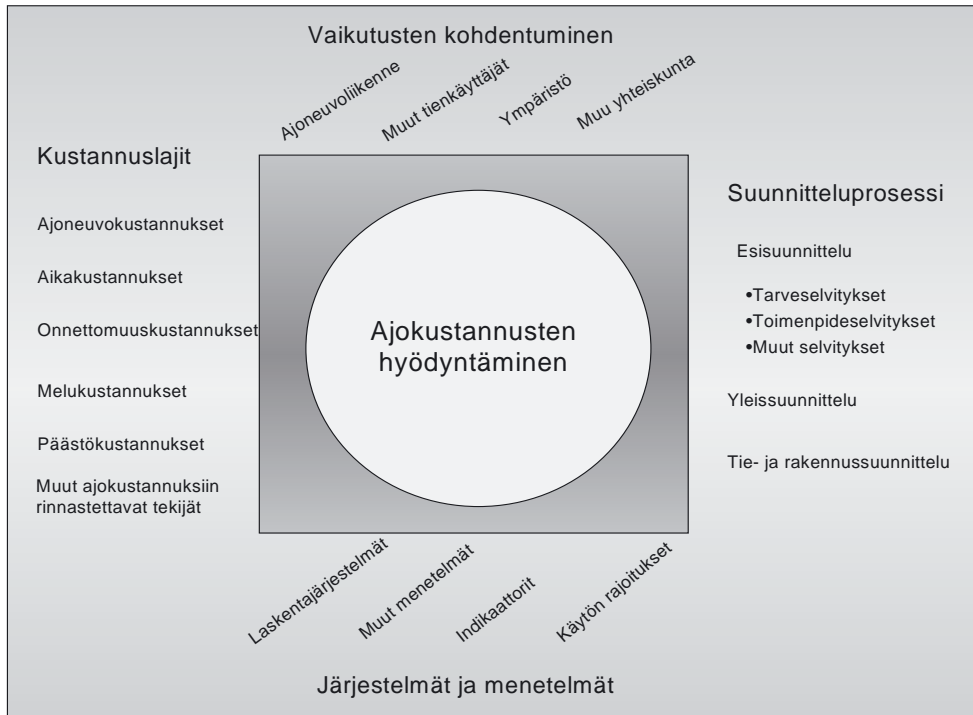 Vaikutusten kohdentuminen
Ajoneuvoliikenne
Muut tienkäyttäjät
Ympäristö
Muu yhteiskunta
Kustannuslajit
Ajoneuvokustannukset
Aikakustannukset
Onnettomuuskustannukset
Melukustannukset
Päästökustannukset
Muut ajokustannuksiin
rinnastettavat tekijät
Ajokustannusten
hyödyntäminen
Suunnitteluprosessi
Esisuunnittelu
•Tarveselvitykset
•Toimenpideselvitykset
•Muut selvitykset
Yleissuunnittelu
Tie- ja rakennussuunnittelu
Laskentajärjestelmät
Muut menetelmät
Indikaattorit
Käytön rajoitukset
Järjestelmät ja menetelmät